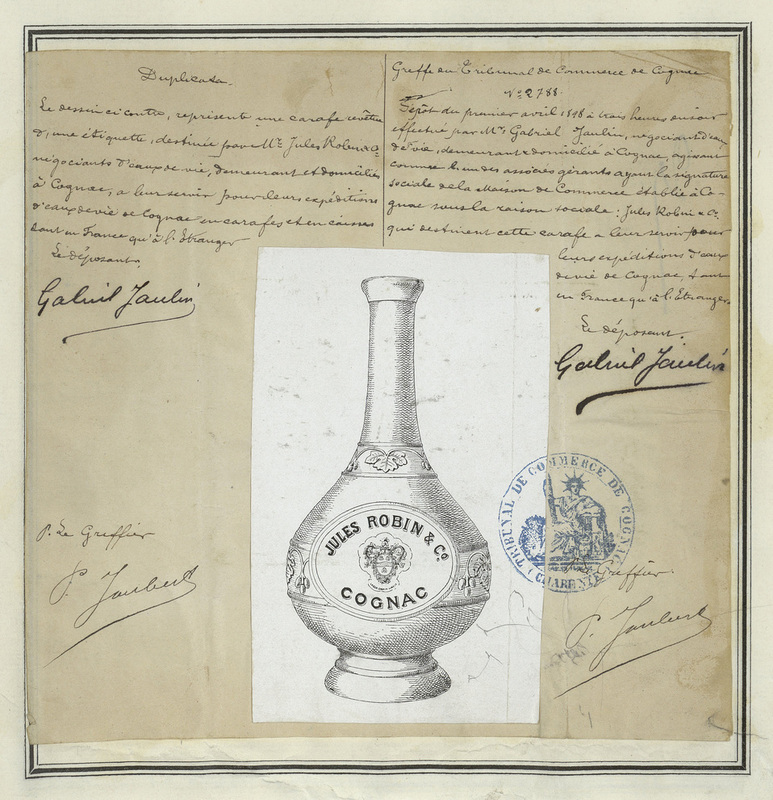 Duplicata.
Le dessin ci contre, représente une carafe revêtue
d'une étiquette, destinée par Mrs Jules Robin & Co
négociants d'eaux de vie, demeurant et domiciliés
à Cognac, a leur servir pour leurs expéditions
d'eaux de vie de Cognac en carafes et en caisses
tant en France qu'à l'Etranger
Le déposant
Gabriel Jaulin
P. Le Greffier
P. Joubert
Greffe du Tribunal de Commerce de Cognac
No 2788.
Dépôt du premier avril 1898 à trois heures du soir
effectué par Mr Gabriel Jaulin, négociant d'eaux
de vie, demeurant & domicilié à Cognac, agissant
comme l'un des associés gérants ayant la signature
sociale de la Maison de Commerce établie à Co-
gnac sous la raison sociale: Jules Robin & Co.
qui destinent cette carafe a leur servir pour
leurs expéditions d'eaux
de vie de Cognac, tant
en France qu'à l'Etranger.
Le déposant.
Gabriel Jaulin
TRIBUNAL DE COMMERCE DE COGNAC
(CHARENTE)
Greffier.
P. Joubert
JULES ROBIN & Co.
COGNAC